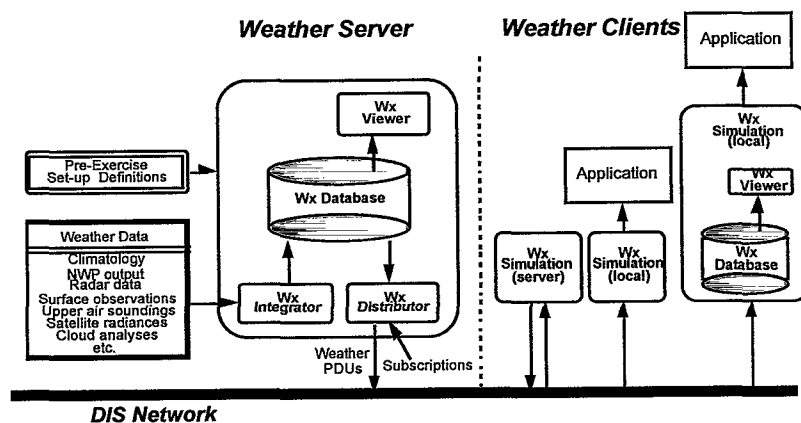 Weather Server
Weather Clients
Application
Wx
Viewer
Wx
Simulation
(local)
Pre-Exercise
Set-up Definitions
Application
Wx
Viewer
Wx Database
Weather Data
Climatology
NWP output
Radar data
Surface observations
Upper air soundings
Satellite radiances
Cloud analyses
etc.
Wx
Simulation
(server)
Wx
Simulation
(local)
Wx
Database
Wx
Integrator
Wx
Distributor
Weather
PDUs
Subscriptions
DIS Network